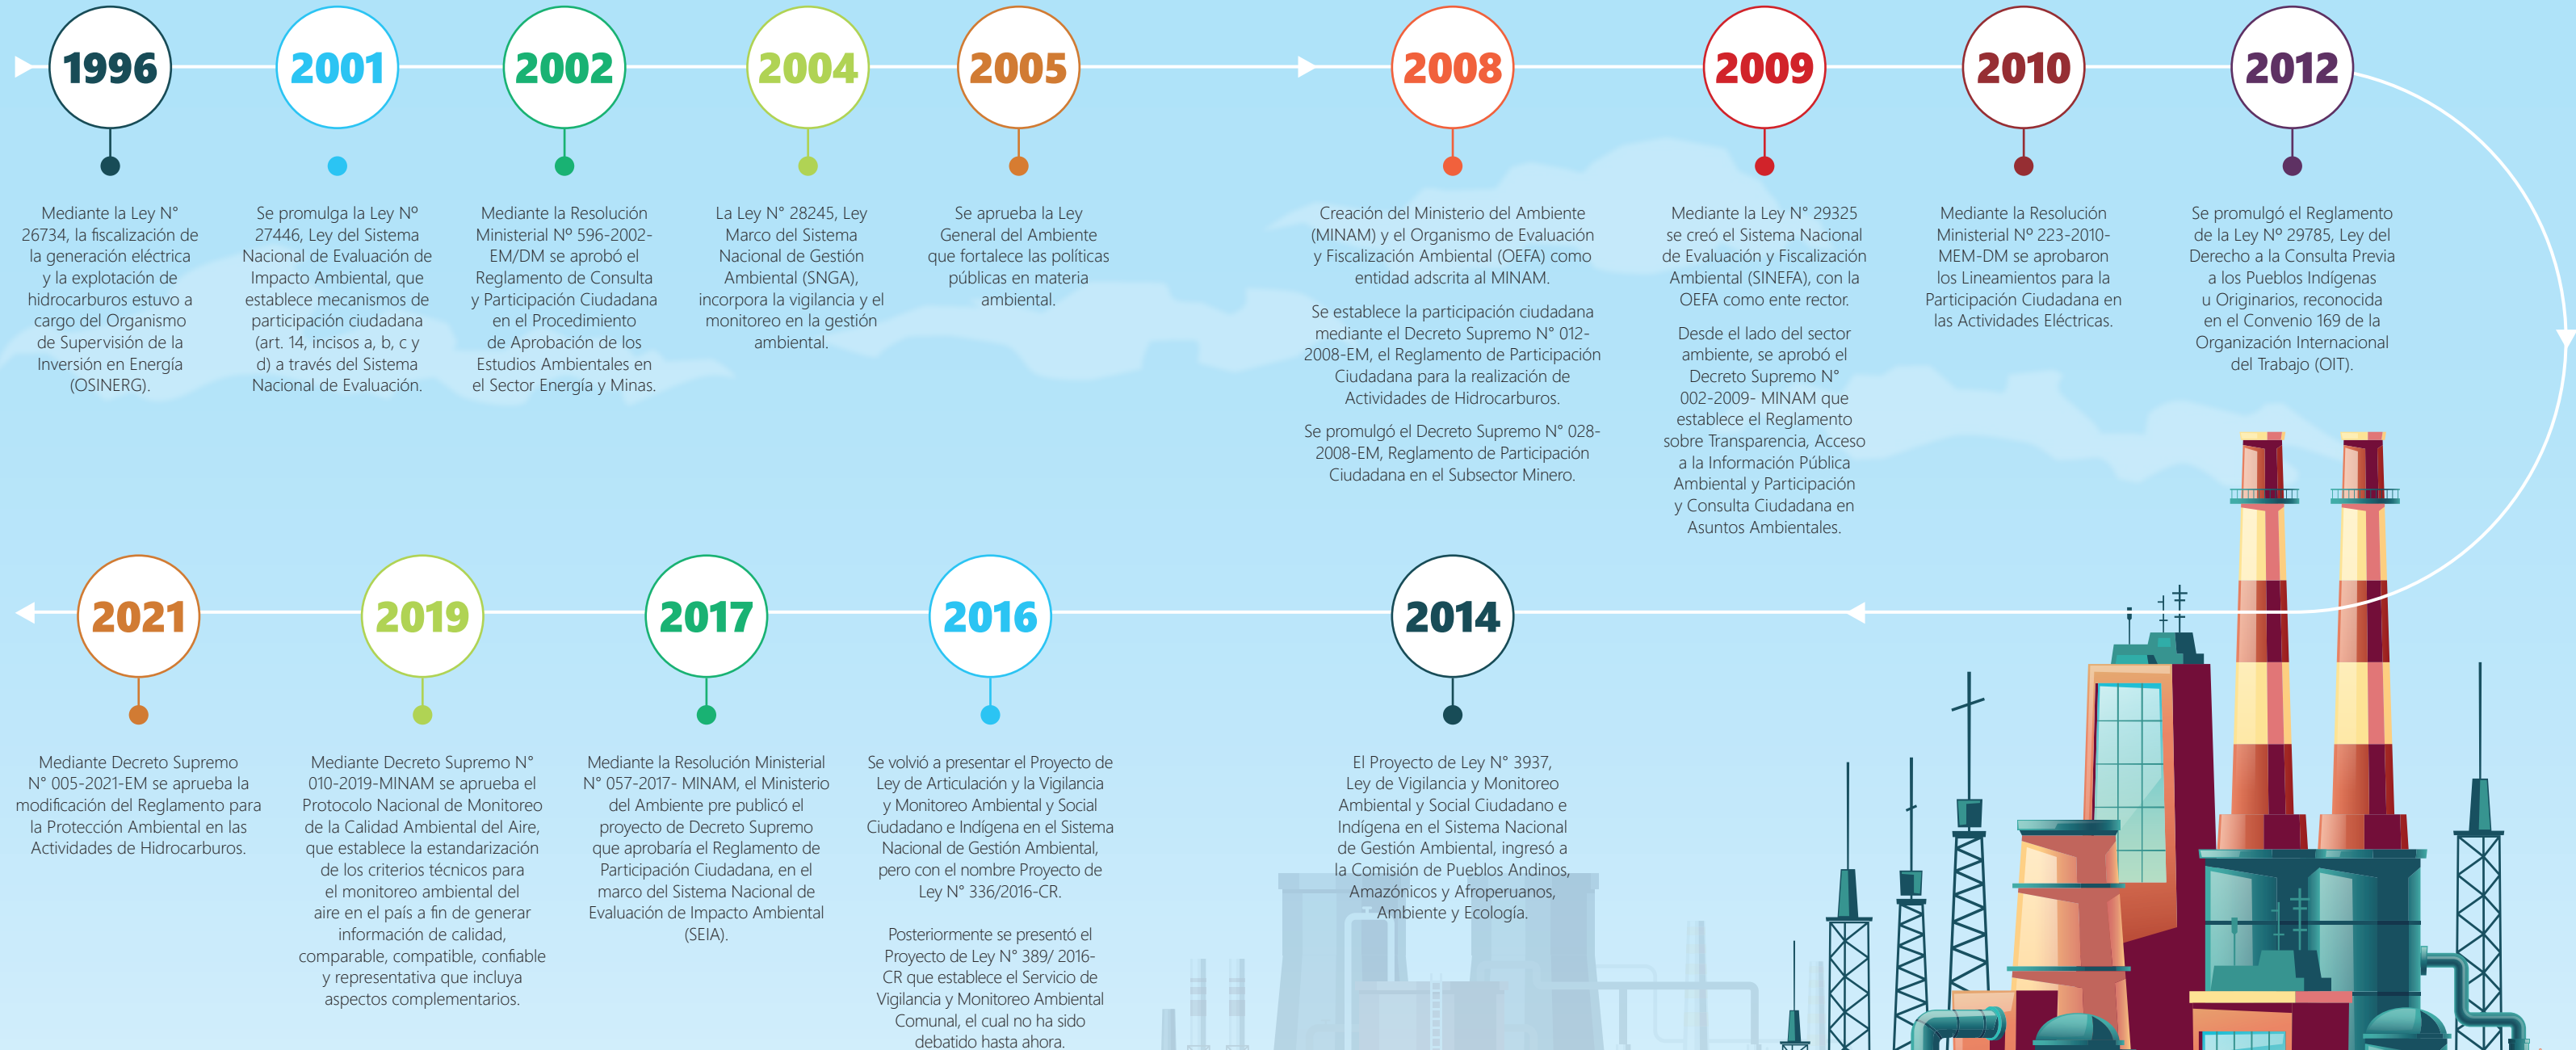 1996
Mediante la Ley N°
26734, la fiscalización de
la generación eléctrica
y la explotación de
hidrocarburos estuvo a
cargo del Organismo
de Supervisión de la
Inversión en Energía
(OSINERG).
2001
Se promulga la Ley Nº
27446, Ley del Sistema
Nacional de Evaluación de
Impacto Ambiental, que
establece mecanismos de
participación ciudadana
(art. 14, incisos a, b, c y
d) a través del Sistema
Nacional de Evaluación.
2002
Mediante la Resolución
Ministerial Nº 596-2002-
EM/DM se aprobó el
Reglamento de Consulta
y Participación Ciudadana
en el Procedimiento
de Aprobación de los
Estudios Ambientales en
el Sector Energía y Minas.
2004
La Ley N° 28245, Ley
Marco del Sistema
Nacional de Gestión
Ambiental (SNGA),
incorpora la vigilancia y el
monitoreo en la gestión
ambiental.
2005
Se aprueba la Ley
General del Ambiente
que fortalece las políticas
públicas en materia
ambiental.
2008
Creación del Ministerio del Ambiente
(MINAM) y el Organismo de Evaluación
y Fiscalización Ambiental (OEFA) como
entidad adscrita al MINAM.
Se establece la participación ciudadana
mediante el Decreto Supremo N° 012-
2008-EM, el Reglamento de Participación
Ciudadana para la realización de
Actividades de Hidrocarburos.
Se promulgó el Decreto Supremo N° 028-
2008-EM, Reglamento de Participación
Ciudadana en el Subsector Minero.
2009
Mediante la Ley N° 29325
se creó el Sistema Nacional
de Evaluación y Fiscalización
Ambiental (SINEFA), con la
OEFA como ente rector.
Desde el lado del sector
ambiente, se aprobó el
Decreto Supremo N°
002-2009- MINAM que
establece el Reglamento
sobre Transparencia, Acceso
a la Información Pública
Ambiental y Participación
y Consulta Ciudadana en
Asuntos Ambientales.
2010
Mediante la Resolución
Ministerial Nº 223-2010-
MEM-DM se aprobaron
los Lineamientos para la
Participación Ciudadana en
las Actividades Eléctricas.
2012
Se promulgó el Reglamento
de la Ley Nº 29785, Ley del
Derecho a la Consulta Previa
a los Pueblos Indígenas
u Originarios, reconocida
en el Convenio 169 de la
Organización Internacional
del Trabajo (OIT).
2014
El Proyecto de Ley N° 3937,
Ley de Vigilancia y Monitoreo
Ambiental y Social Ciudadano e
Indígena en el Sistema Nacional
de Gestión Ambiental, ingresó a
la Comisión de Pueblos Andinos,
Amazónicos y Afroperuanos,
Ambiente y Ecología.
2016
Se volvió a presentar el Proyecto de
Ley de Articulación y la Vigilancia
y Monitoreo Ambiental y Social
Ciudadano e Indígena en el Sistema
Nacional de Gestión Ambiental,
pero con el nombre Proyecto de
Ley N° 336/2016-CR.
Posteriormente se presentó el
Proyecto de Ley N° 389/ 2016-
CR que establece el Servicio de
Vigilancia y Monitoreo Ambiental
Comunal, el cual no ha sido
debatido hasta ahora.
2017
Mediante la Resolución Ministerial
N° 057-2017- MINAM, el Ministerio
del Ambiente pre publicó el
proyecto de Decreto Supremo
que aprobaría el Reglamento de
Participación Ciudadana, en el
marco del Sistema Nacional de
Evaluación de Impacto Ambiental
(SEIA).
2019
Mediante Decreto Supremo N°
010-2019-MINAM se aprueba el
Protocolo Nacional de Monitoreo
de la Calidad Ambiental del Aire,
que establece la estandarización
de los criterios técnicos para
el monitoreo ambiental del
aire en el país a fin de generar
información de calidad,
comparable, compatible, confiable
y representativa que incluya
aspectos complementarios.
2021
Mediante Decreto Supremo
N° 005-2021-EM se aprueba la
modificación del Reglamento para
la Protección Ambiental en las
Actividades de Hidrocarburos.